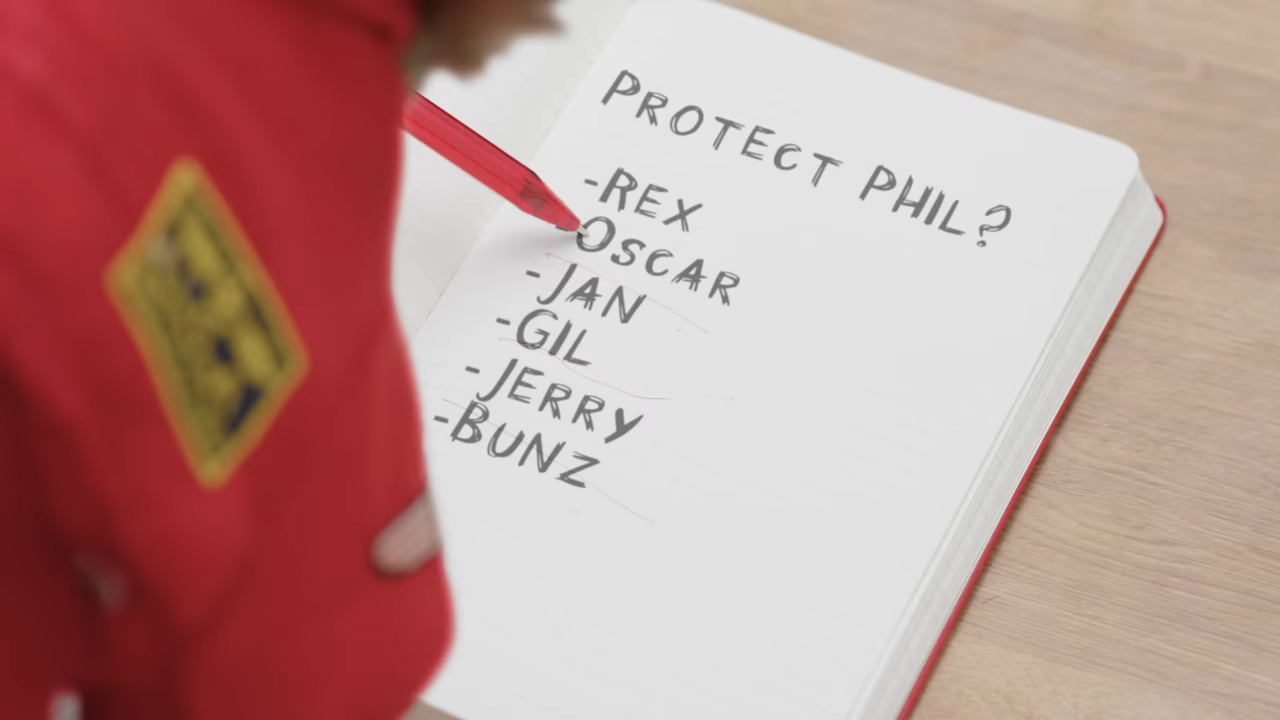 PROTECT PHIL?
-REX
-OSCAR
-JAN
-GIL
-JERRY
-BUNZ